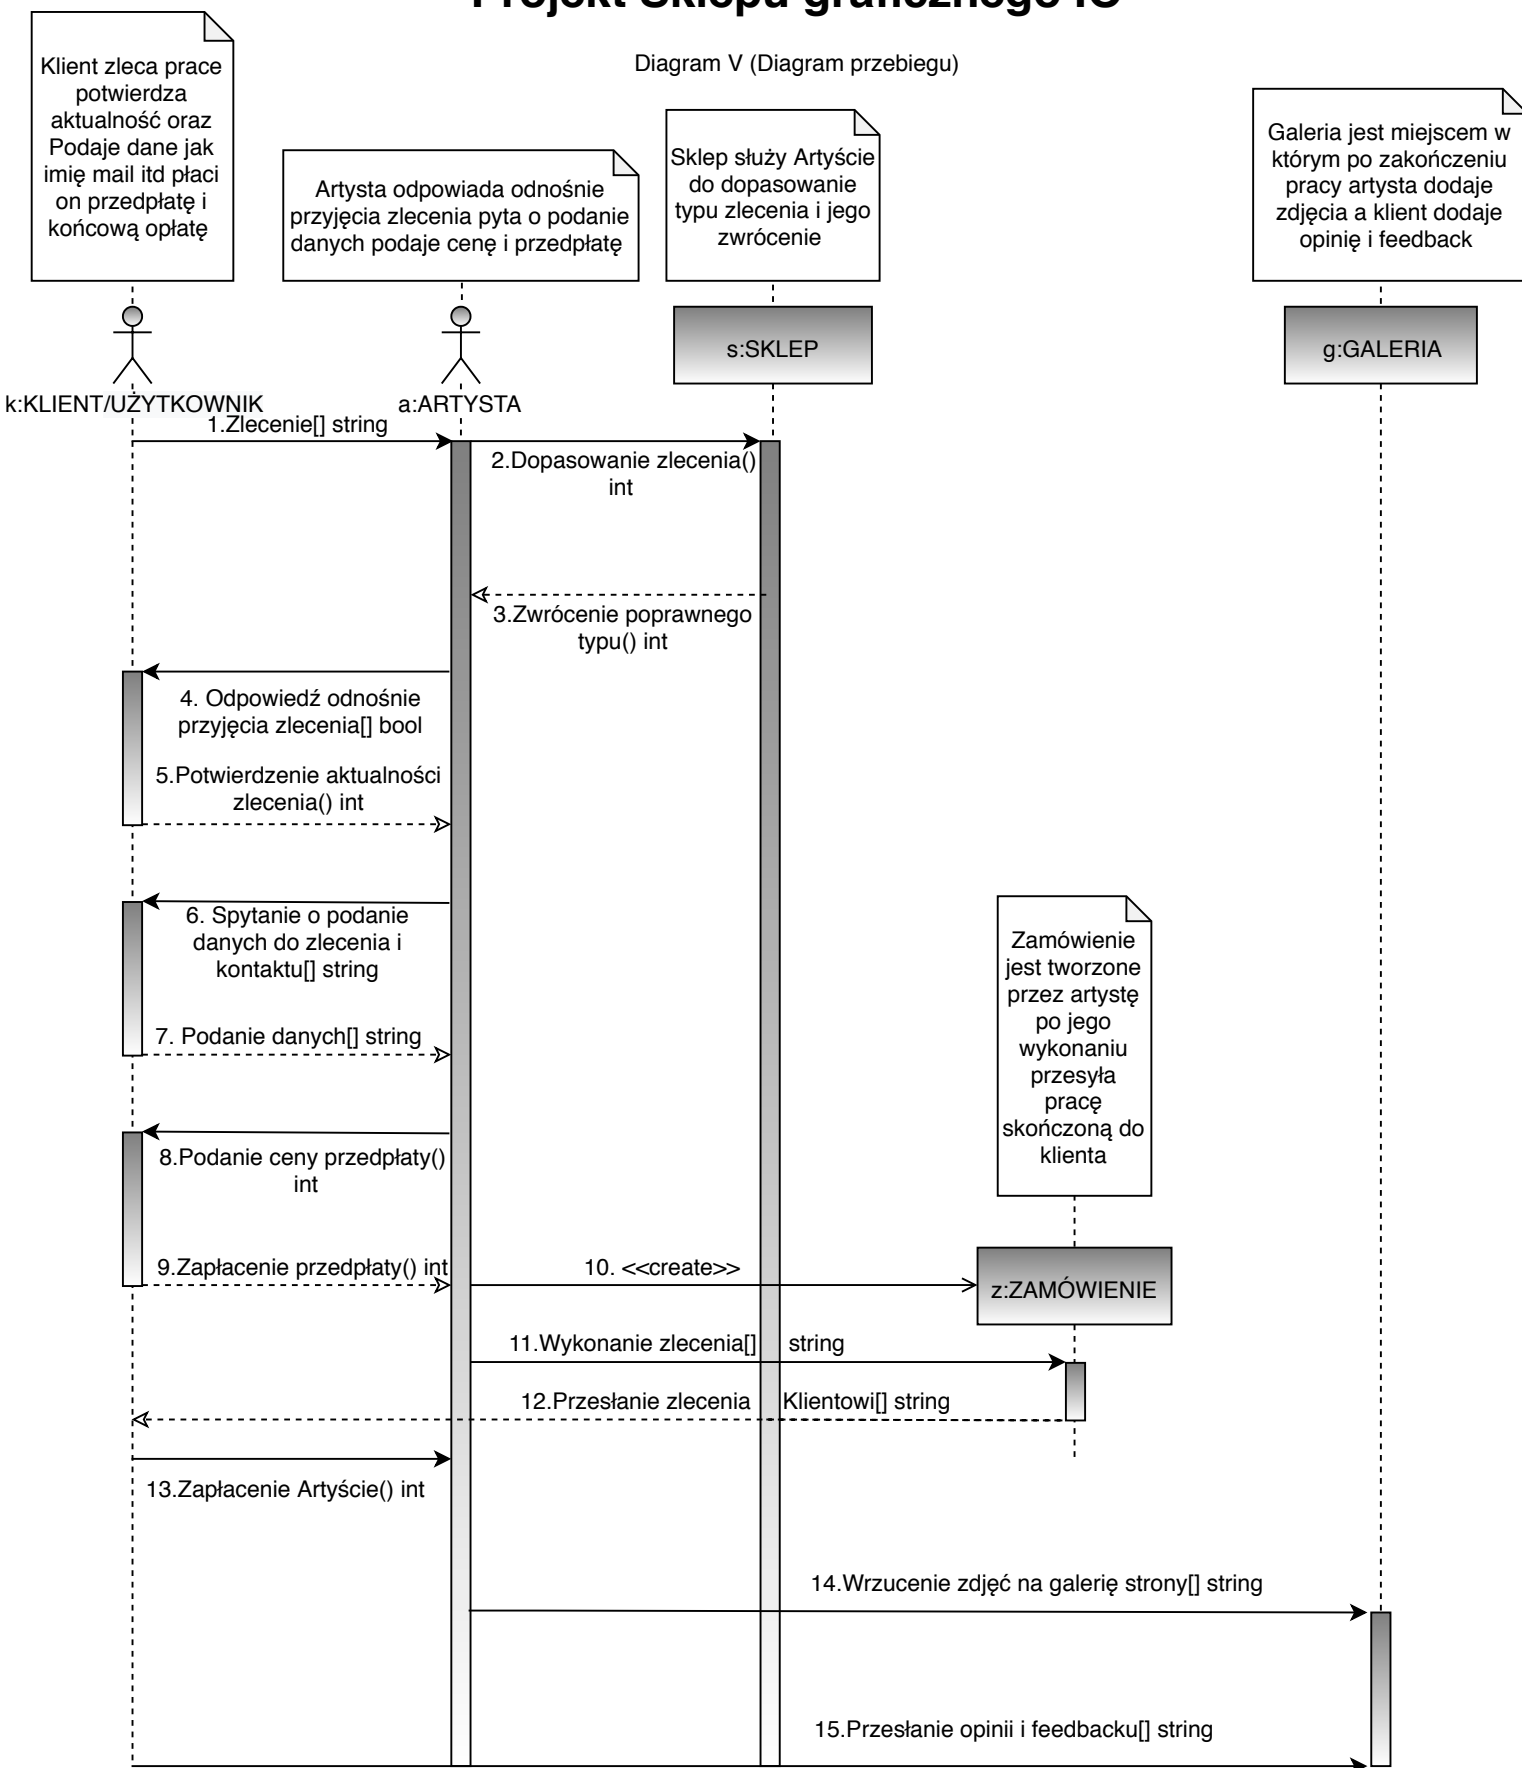 Projekt Sklepu graficznego IO
Diagram V (Diagram przebiegu)
Klient zleca prace
potwierdza
aktualność oraz
Podaje dane jak
imię mail itd płaci
on przedpłatę i
końcową opłatę
Artysta odpowiada odnośnie
przyjęcia zlecenia pyta o podanie
danych podaje cenę i przedpłatę
Sklep służy Artyście
do dopasowanie
typu zlecenia i jego
zwrócenie
Galeria jest miejscem w
którym po zakończeniu
pracy artysta dodaje
zdjęcia a klient dodaje
opinię i feedback
k:KLIENT/UŻYTKOWNIK
a:ARTYSTA
s:SKLEP
g:GALERIA
1.Zlecenie[] string
2.Dopasowanie zlecenia()
int
3.Zwrócenie poprawnego
typu() int
4. Odpowiedź odnośnie
przyjęcia zlecenia[] bool
5.Potwierdzenie aktualności
zlecenia() int
6. Spytanie o podanie
danych do zlecenia i
kontaktu[] string
7. Podanie danych[] string
Zamówienie
jest tworzone
przez artystę
po jego
wykonaniu
przesyła
pracę
skończoną do
klienta
8.Podanie ceny przedpłaty()
int
9.Zapłacenie przedpłaty() int
10. <<create>>
z:ZAMÓWIENIE
11.Wykonanie zlecenia[] string
12.Przesłanie zlecenia Klientowi[] string
13.Zapłacenie Artyście() int
14.Wrzucenie zdjęć na galerię strony[] string
15.Przesłanie opinii i feedbacku[] string